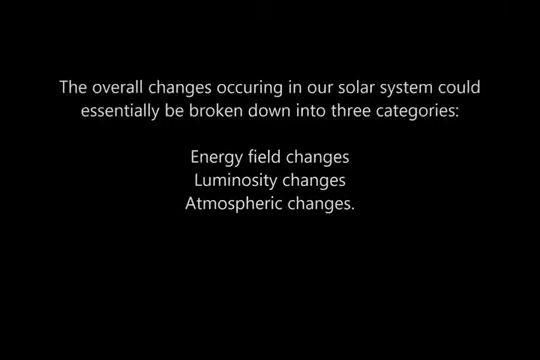 The overall changes occuring in our solar system could
essentially be broken down into three categories:
Energy field changes
Luminosity changes
Atmospheric changes.